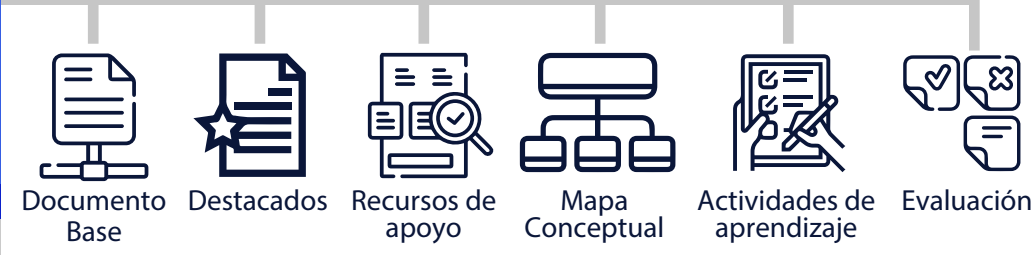 Documento
Base
Destacados
Recursos de
apoyo
Mapa
Conceptual
Actividades de
aprendizaje
Evaluación